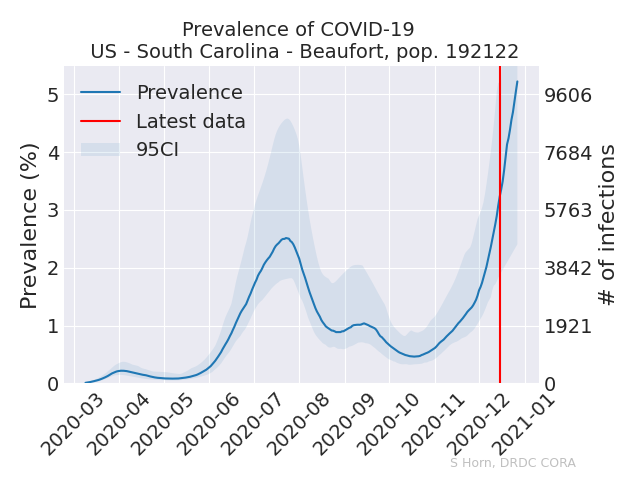 Prevalence of COVID-19
US - South Carolina - Beaufort, pop. 192122
Prevalence
Latest data
95CI
Prevalence (%)
5
4
3
2
1
0
9606
7684
5763
3842
1921
0
# of infections
2020-03
2020-04
2020-05
2020-06
2020-07
2020-08
2020-09
2020-10
2020-11
2020-12
2021-01
S Horn, DRDC CORA